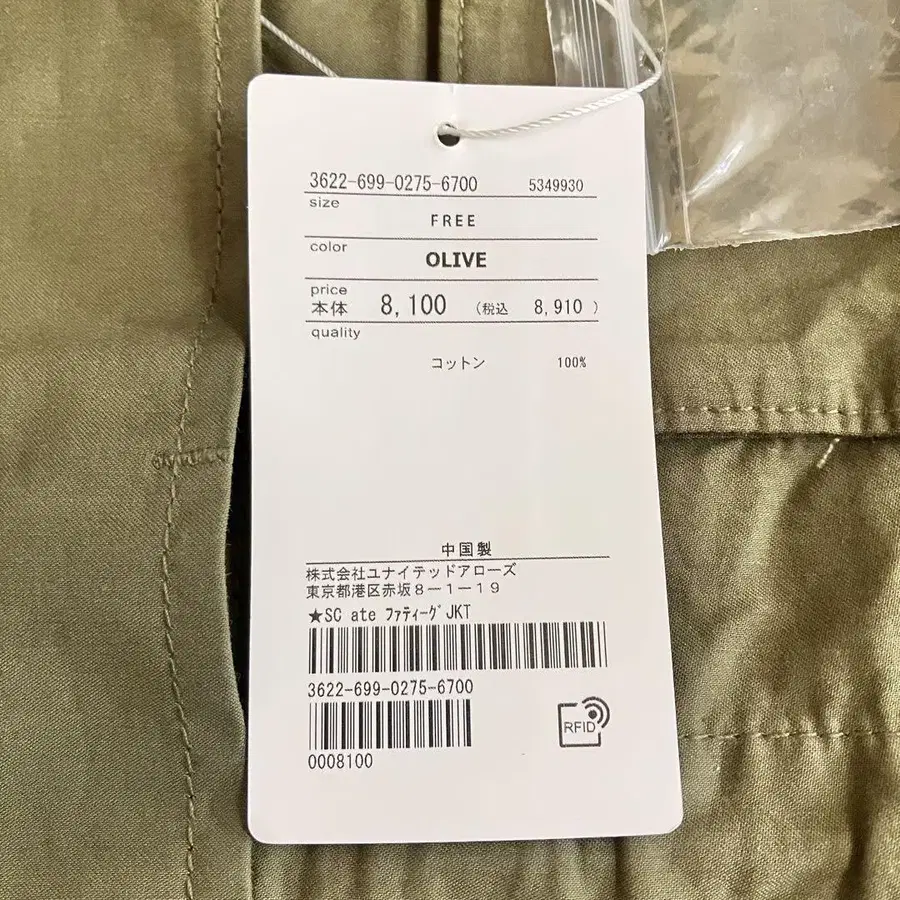 3622-699-0275-6700 5349930
size
FREE
color
OLIVE
price
本体 8,100 (税込 8,910 )
quality
コットン 100%
中国製
株式会社ユナイテッドアローズ
東京都港区赤坂8-1-19
★SC ate ファティーグJKT
3622-699-0275-6700
RFID
0008100